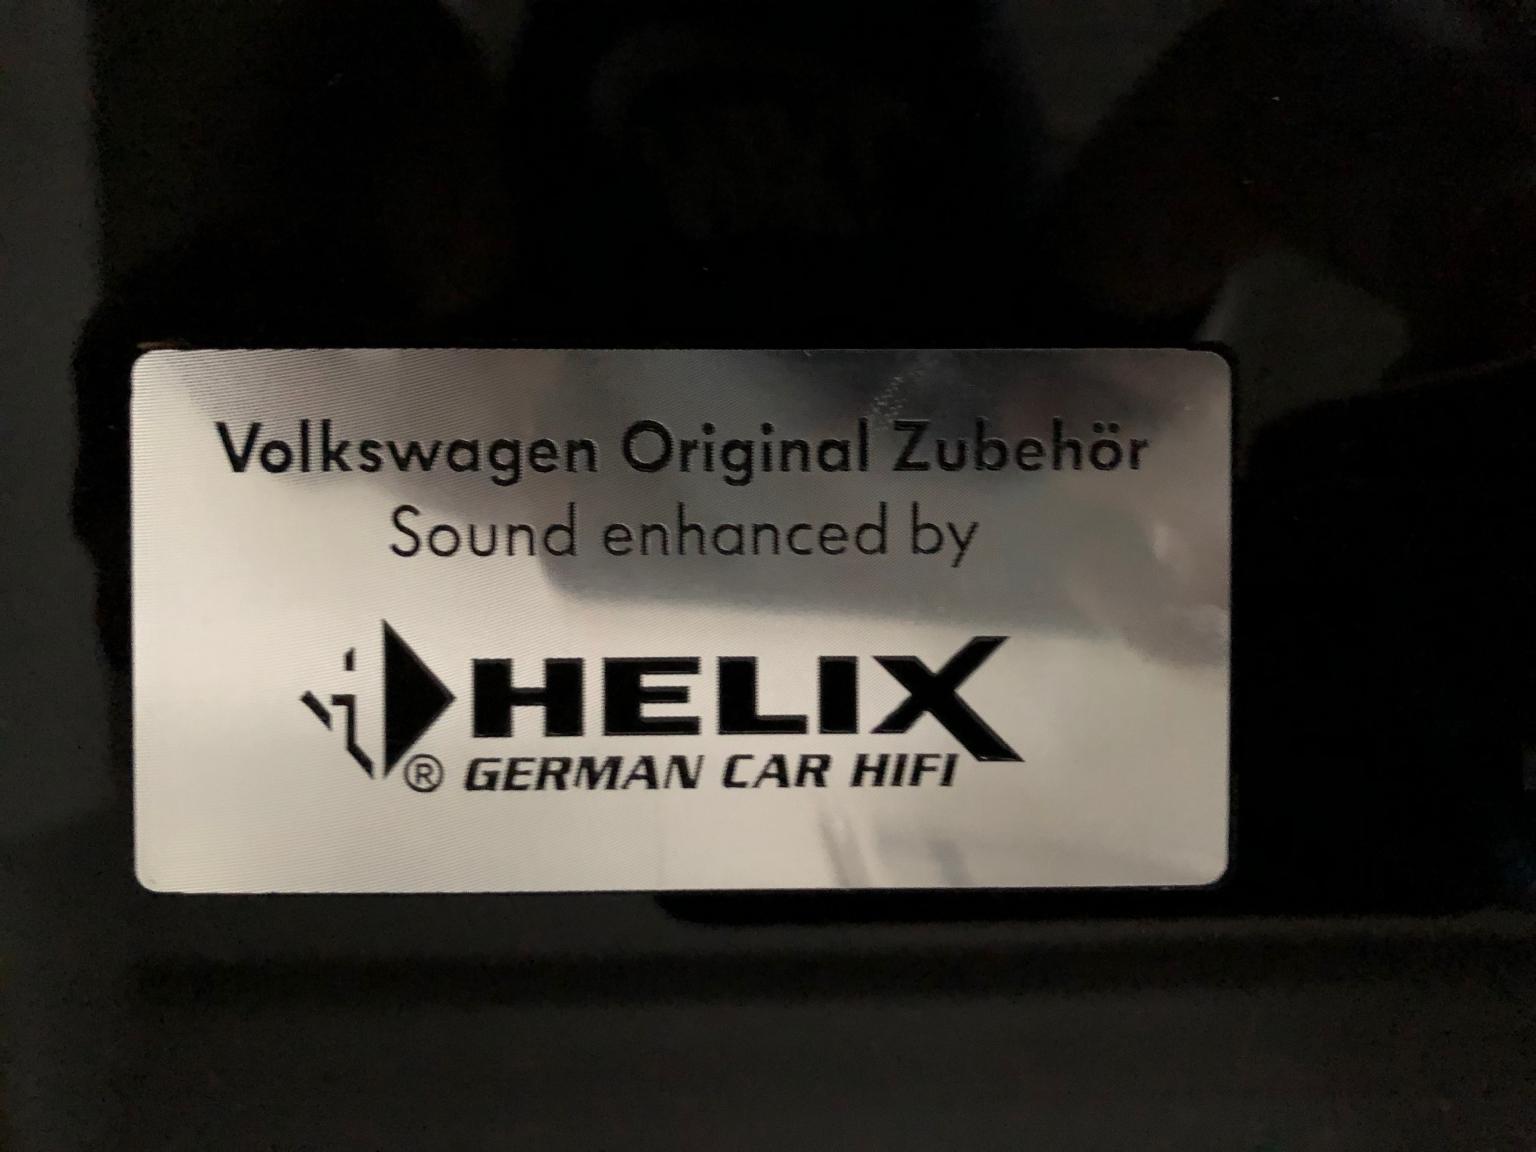 Volkswagen Original Zubehör
Sound enhanced by
HELIX
® GERMAN CAR HIFI